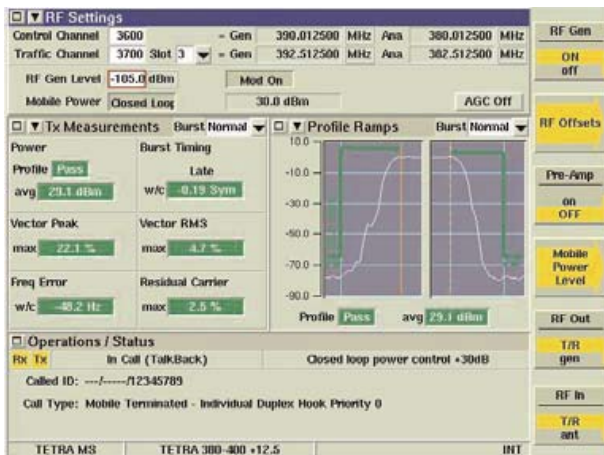 RF Settings
Control Channel 3600 - Gen 390.012500 MHz Ana 380.012500 MHz
Traffic Channel 3700 Slot 3 - Gen 392.512500 MHz Ana 382.512500 MHz
RF Gen Level -105.0 dBm Mod On
Mobile Power Closed Loop 30.0 dBm AGC Off
Tx Measurements Burst Normal
Power Burst Timing
Profile Pass Late
avg 29.1 dBm w/c -0.19 Sym
Vector Peak Vector RMS
max 22.1 % max 4.7 %
Freq Error Residual Carrier
w/c -48.2 Hz max 2.5 %
Profile Ramps Burst Normal
10.0
-10.0
-30.0
-50.0
-70.0
-90.0
Profile Pass avg 29.1 dBm
Operations / Status
Rx Tx In Call (TalkBack) Closed loop power control +30dB
Called ID: ---/-----/12345789
Call Type: Mobile Terminated - Individual Duplex Hook Priority 0
TETRA MS TETRA 380-400 +12.5 INT
RF Gen
ON
off
RF Offsets
Pre-Amp
on
OFF
Mobile
Power
Level
RF Out
T/R
gen
RF In
T/R
ant